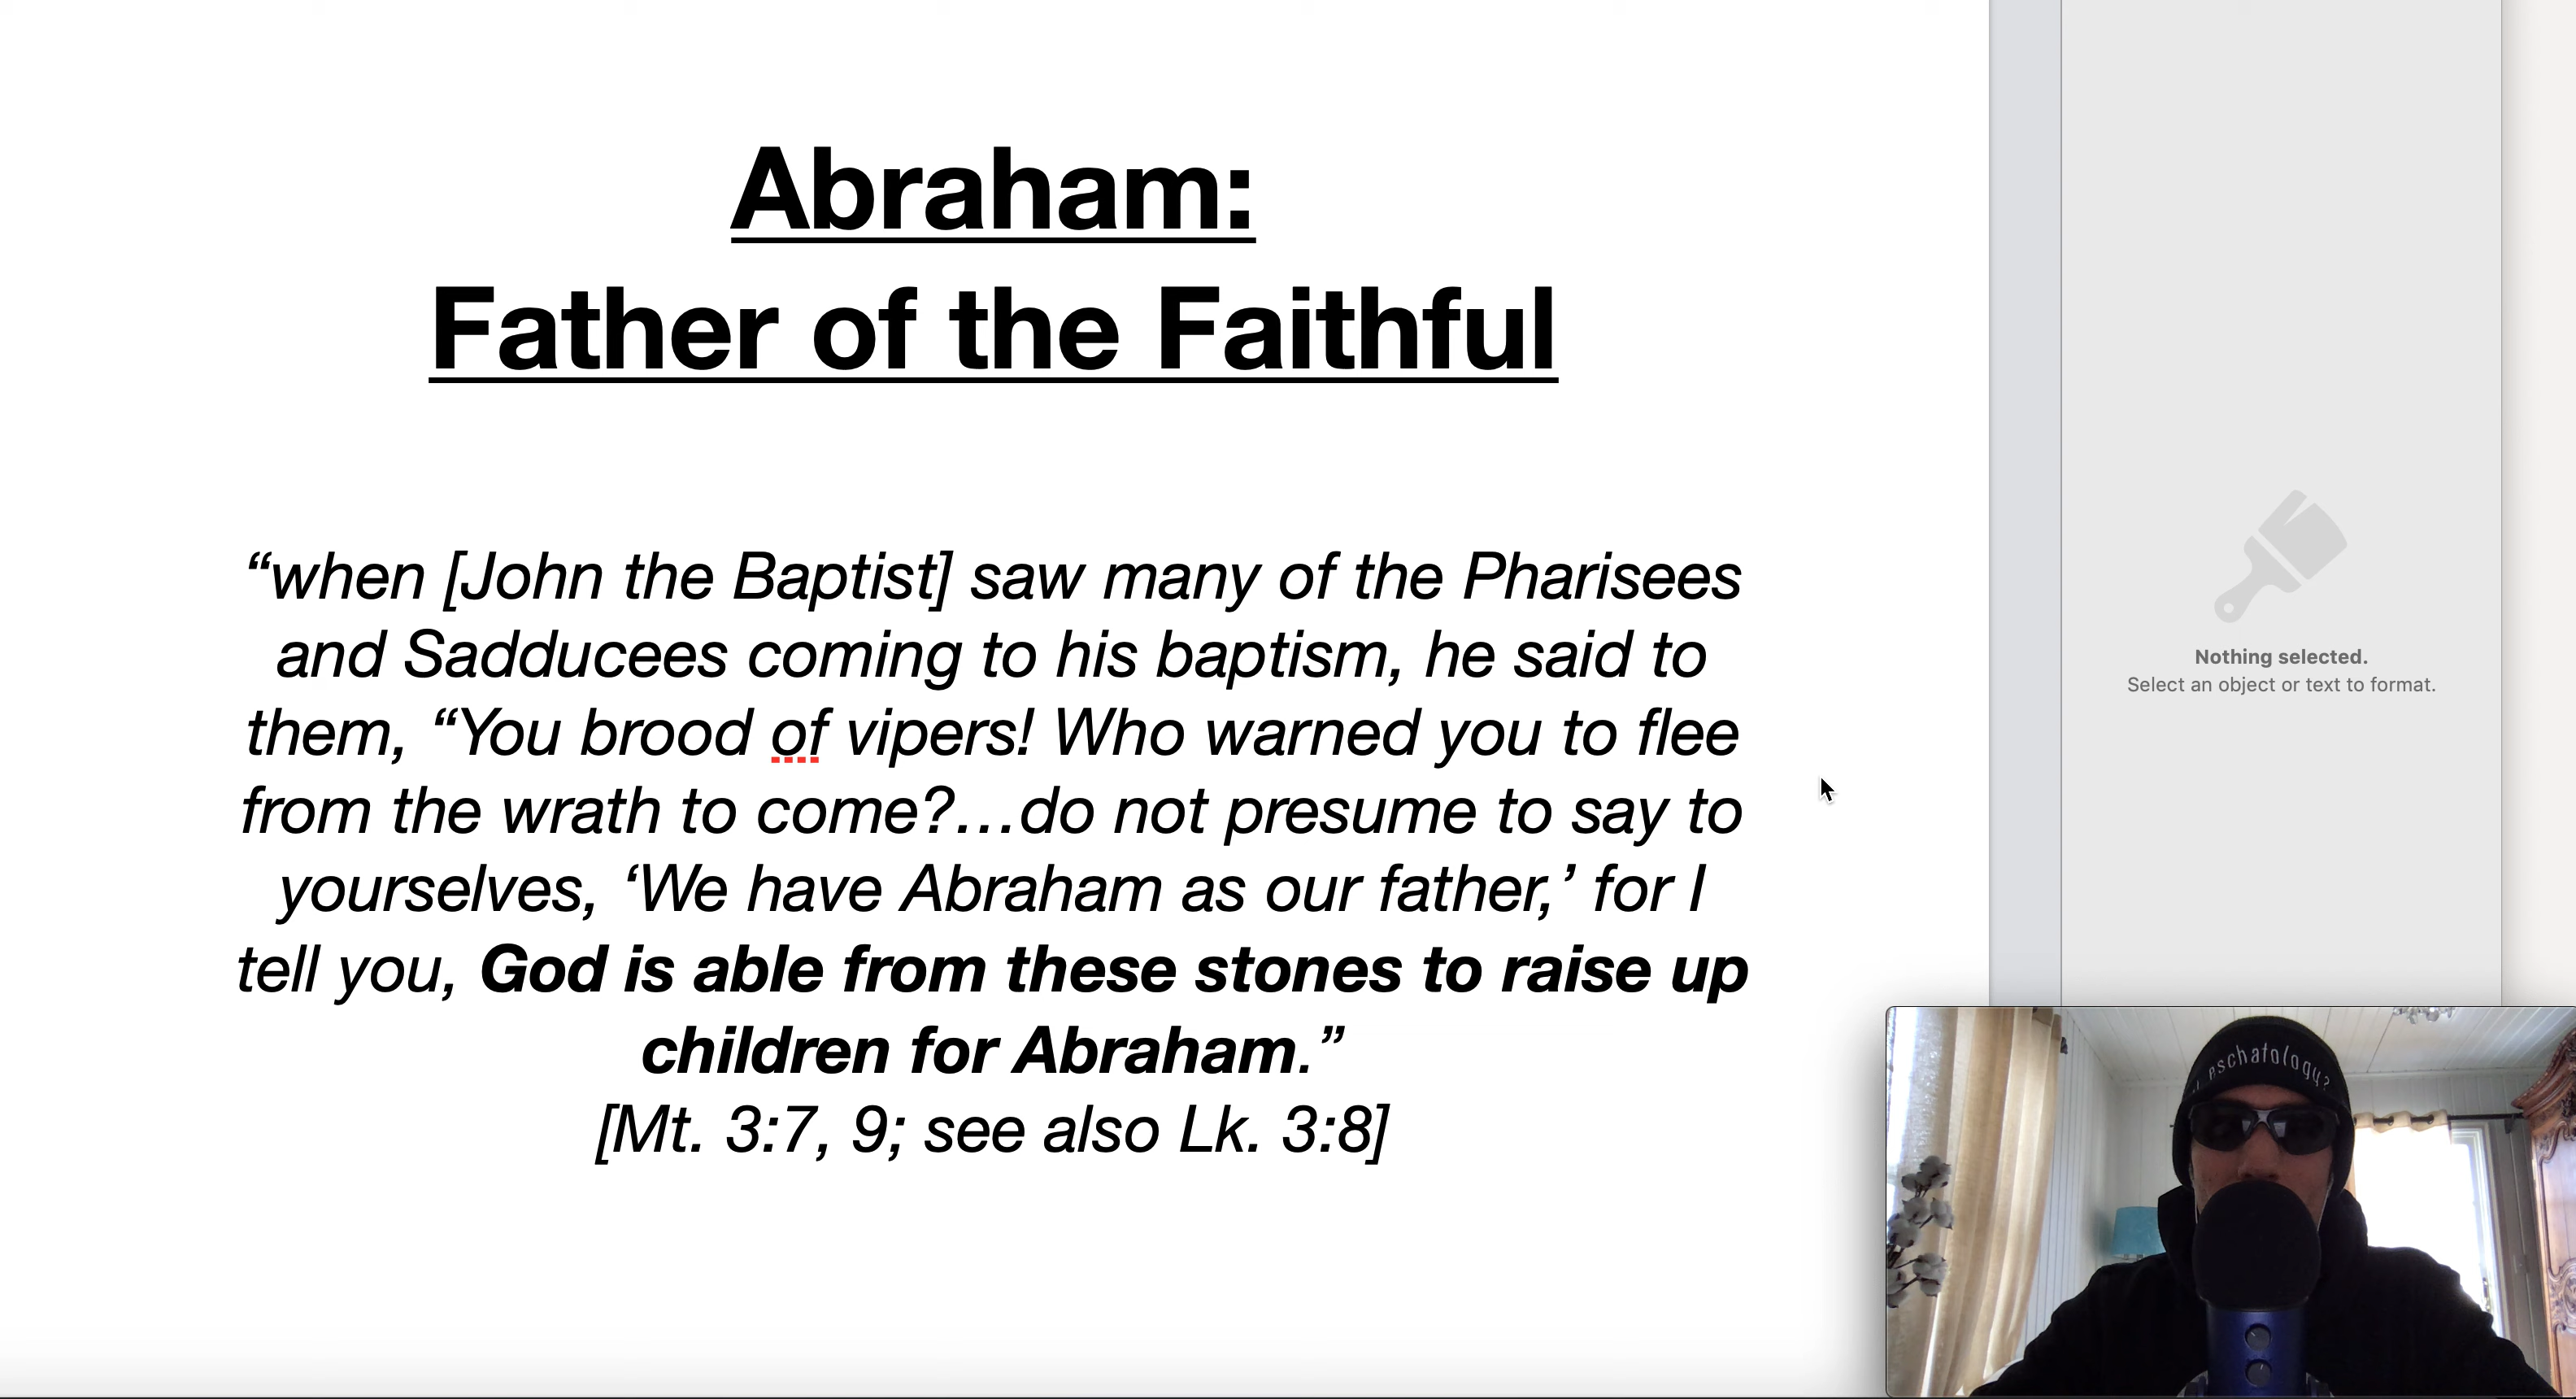 Abraham:
Father of the Faithful
“when [John the Baptist] saw many of the Pharisees
and Sadducees coming to his baptism, he said to
them, “You brood of vipers! Who warned you to flee
from the wrath to come?…do not presume to say to
yourselves, ‘We have Abraham as our father,’ for I
tell you, God is able from these stones to raise up
children for Abraham.”
[Mt. 3:7, 9; see also Lk. 3:8]
Nothing selected.
Select an object or text to format.
eschatology?